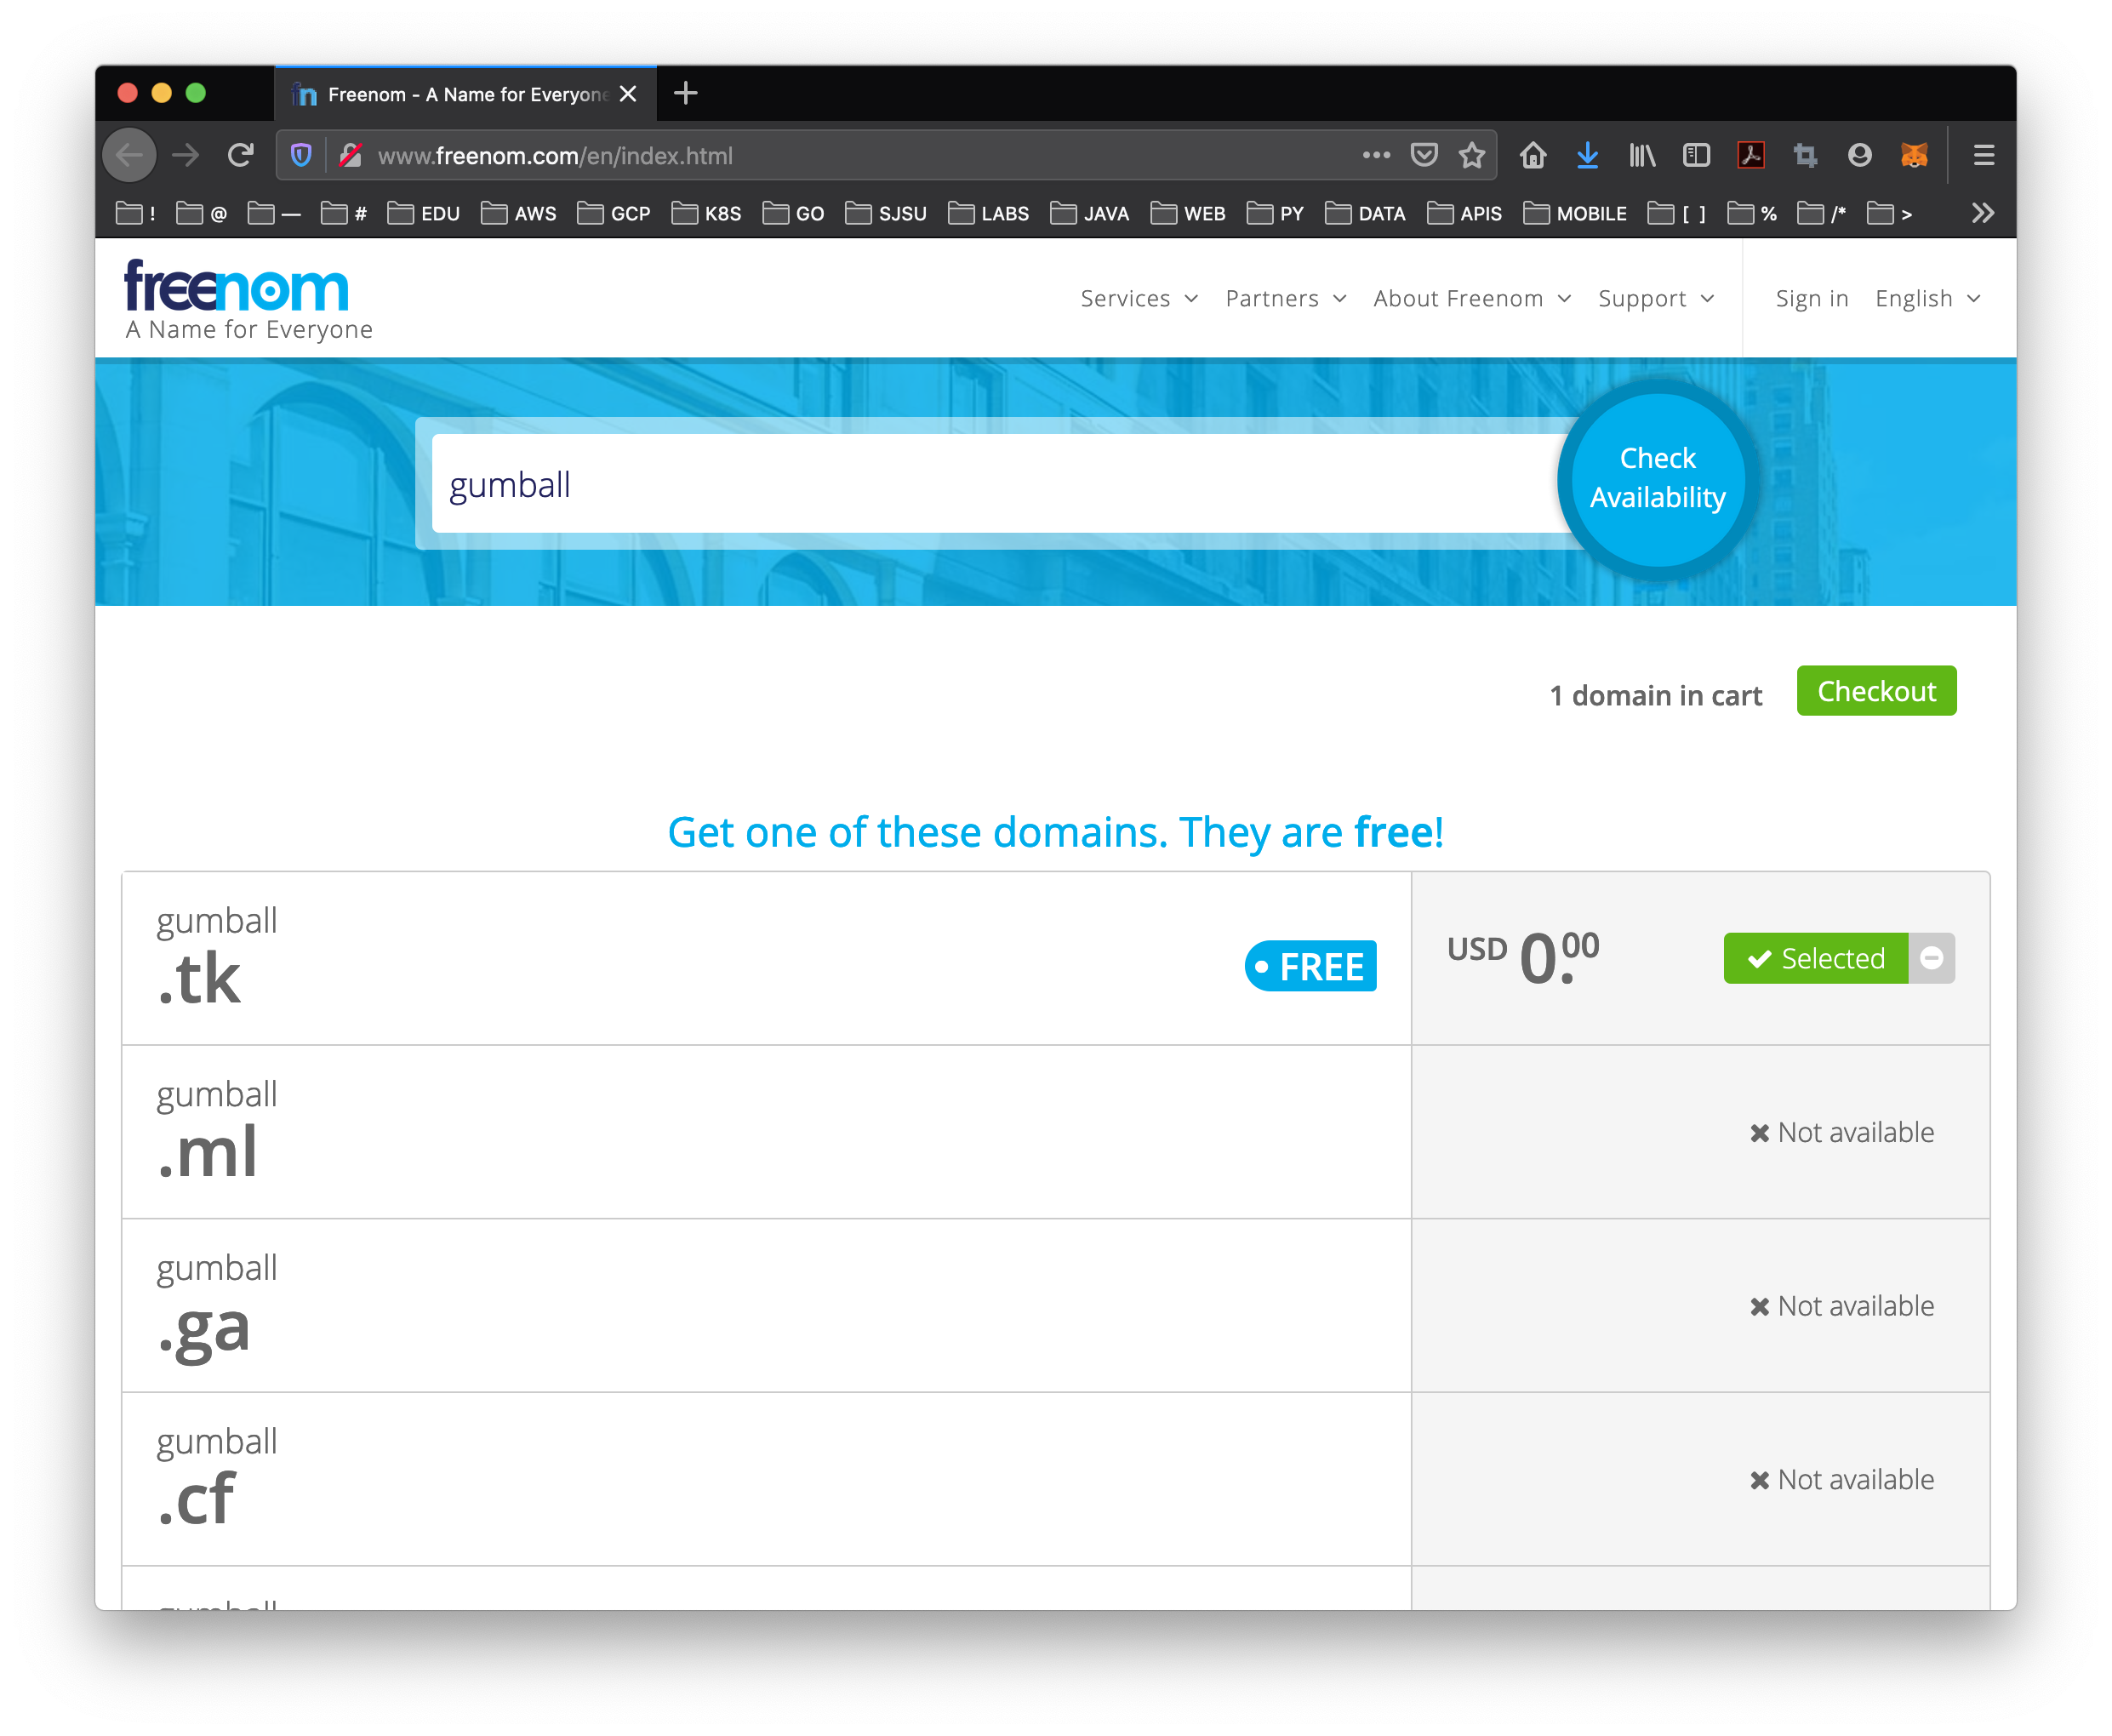 Freenom - A Name for Everyone
www.freenom.com/en/index.html
! @ — # EDU AWS GCP K8S GO SJSU LABS JAVA WEB PY DATA APIS MOBILE [ ] % /* >
freenom
A Name for Everyone
Services Partners About Freenom Support Sign in English
gumball
Check
Availability
1 domain in cart Checkout
Get one of these domains. They are free!
gumball
.tk
FREE
USD 0.00
Selected
gumball
.ml
Not available
gumball
.ga
Not available
gumball
.cf
Not available
gumball